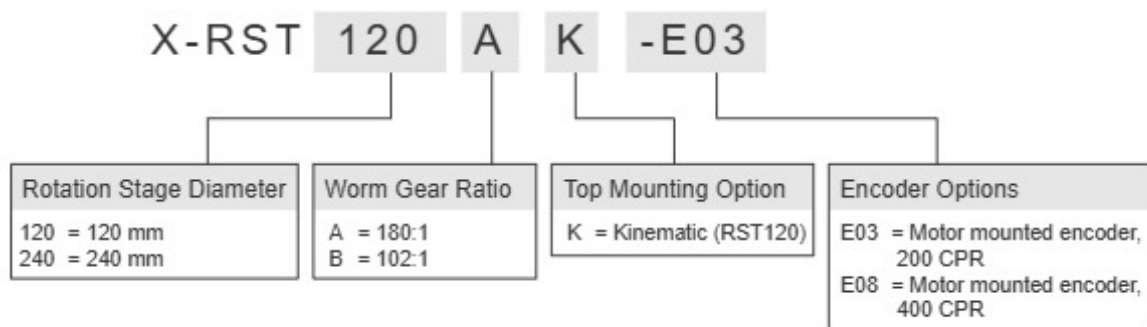 X-RST 120 A K -E03
Rotation Stage Diameter
120 = 120 mm
240 = 240 mm
Worm Gear Ratio
A = 180:1
B = 102:1
Top Mounting Option
K = Kinematic (RST120)
Encoder Options
E03 = Motor mounted encoder,
200 CPR
E08 = Motor mounted encoder,
400 CPR